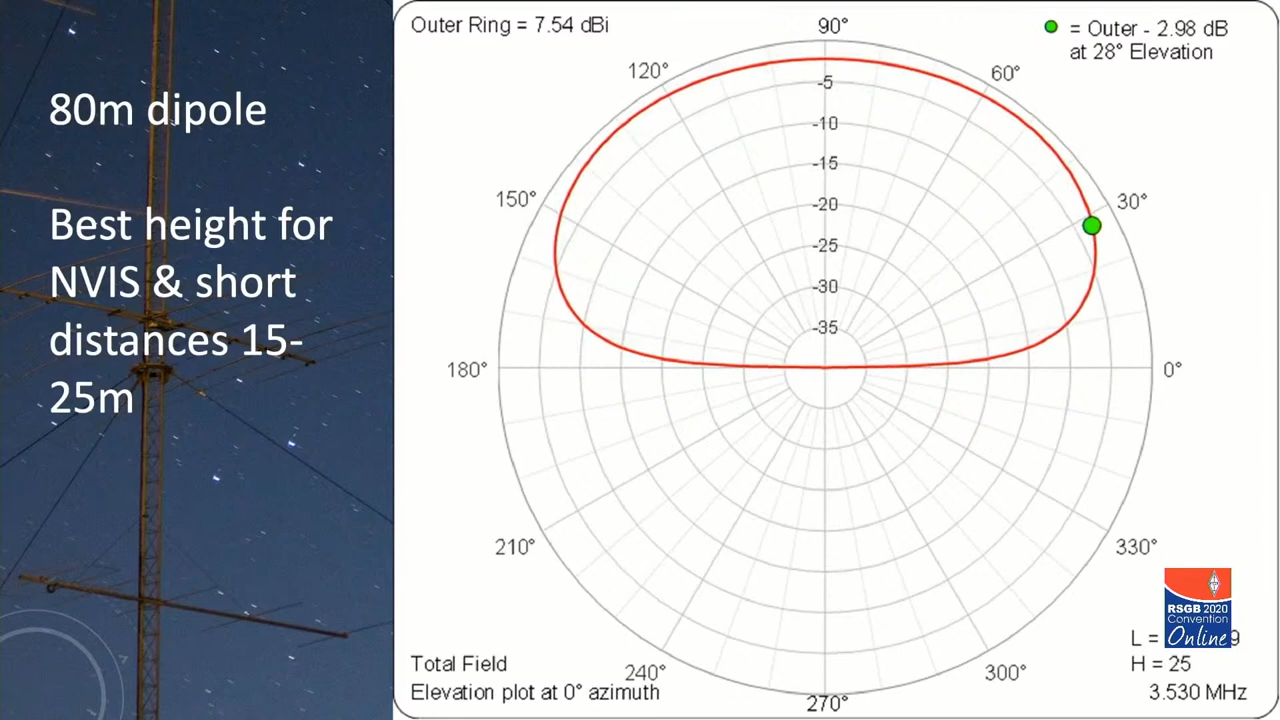 80m dipole
Best height for
NVIS & short
distances 15-
25m
Outer Ring = 7.54 dBi
= Outer - 2.98 dB
at 28° Elevation
90°
120°
60°
150°
30°
180°
0°
210°
330°
240°
300°
270°
-5
-10
-15
-20
-25
-30
-35
Total Field
Elevation plot at 0° azimuth
RSGB 2020
Convention
Online
L = 9
H = 25
3.530 MHz